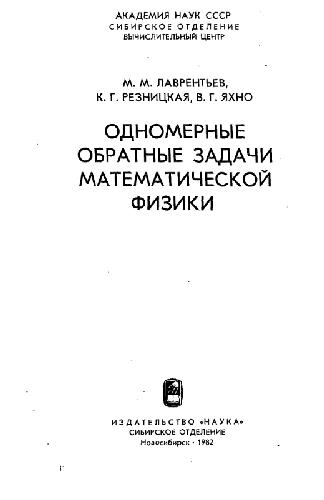 АКАДЕМИЯ НАУК СССР
СИБИРСКОЕ ОТДЕЛЕНИЕ
ВЫЧИСЛИТЕЛЬНЫЙ ЦЕНТР
М. М. ЛАВРЕНТЬЕВ,
К. Г. РЕЗНИЦКАЯ, В. Г. ЯХНО
ОДНОМЕРНЫЕ
ОБРАТНЫЕ ЗАДАЧИ
МАТЕМАТИЧЕСКОЙ
ФИЗИКИ
ИЗДАТЕЛЬСТВО «НАУКА»
СИБИРСКОЕ ОТДЕЛЕНИЕ
Новосибирск · 1982